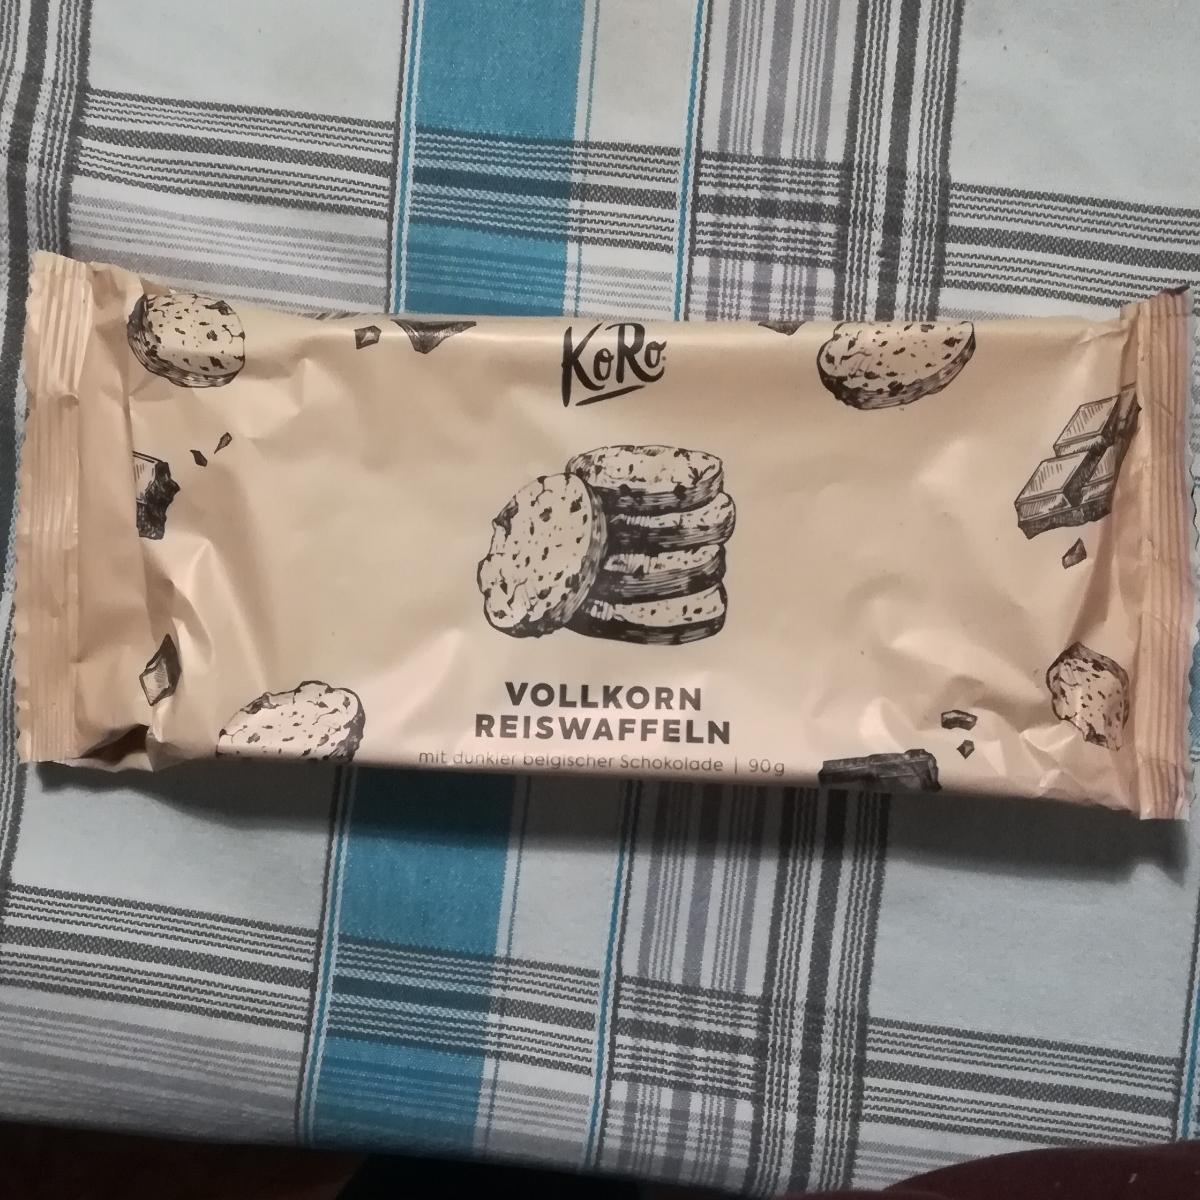 KoRo
VOLLKORN
REISWAFFELN
mit dunkler belgischer Schokolade | 90g